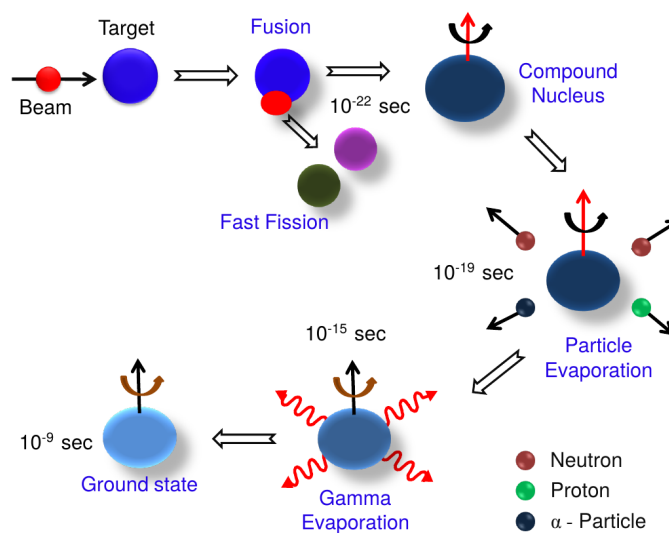 Target
Beam
Fusion
10⁻²² sec
Compound
Nucleus
Fast Fission
10⁻¹⁹ sec
Particle
Evaporation
10⁻¹⁵ sec
Gamma
Evaporation
10⁻⁹ sec
Ground state
Neutron
Proton
α - Particle